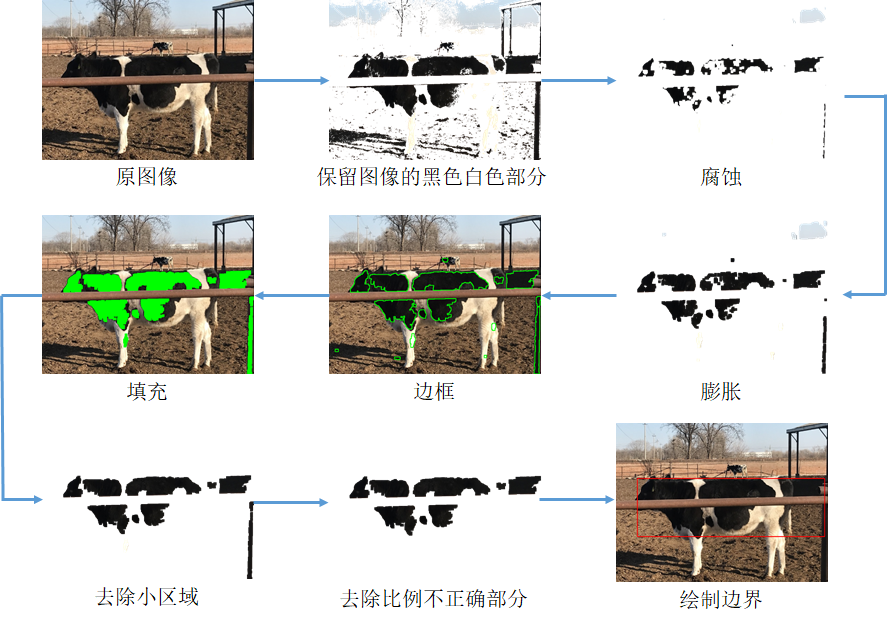 原图像
保留图像的黑色白色部分
腐蚀
填充
边框
膨胀
去除小区域
去除比例不正确部分
绘制边界